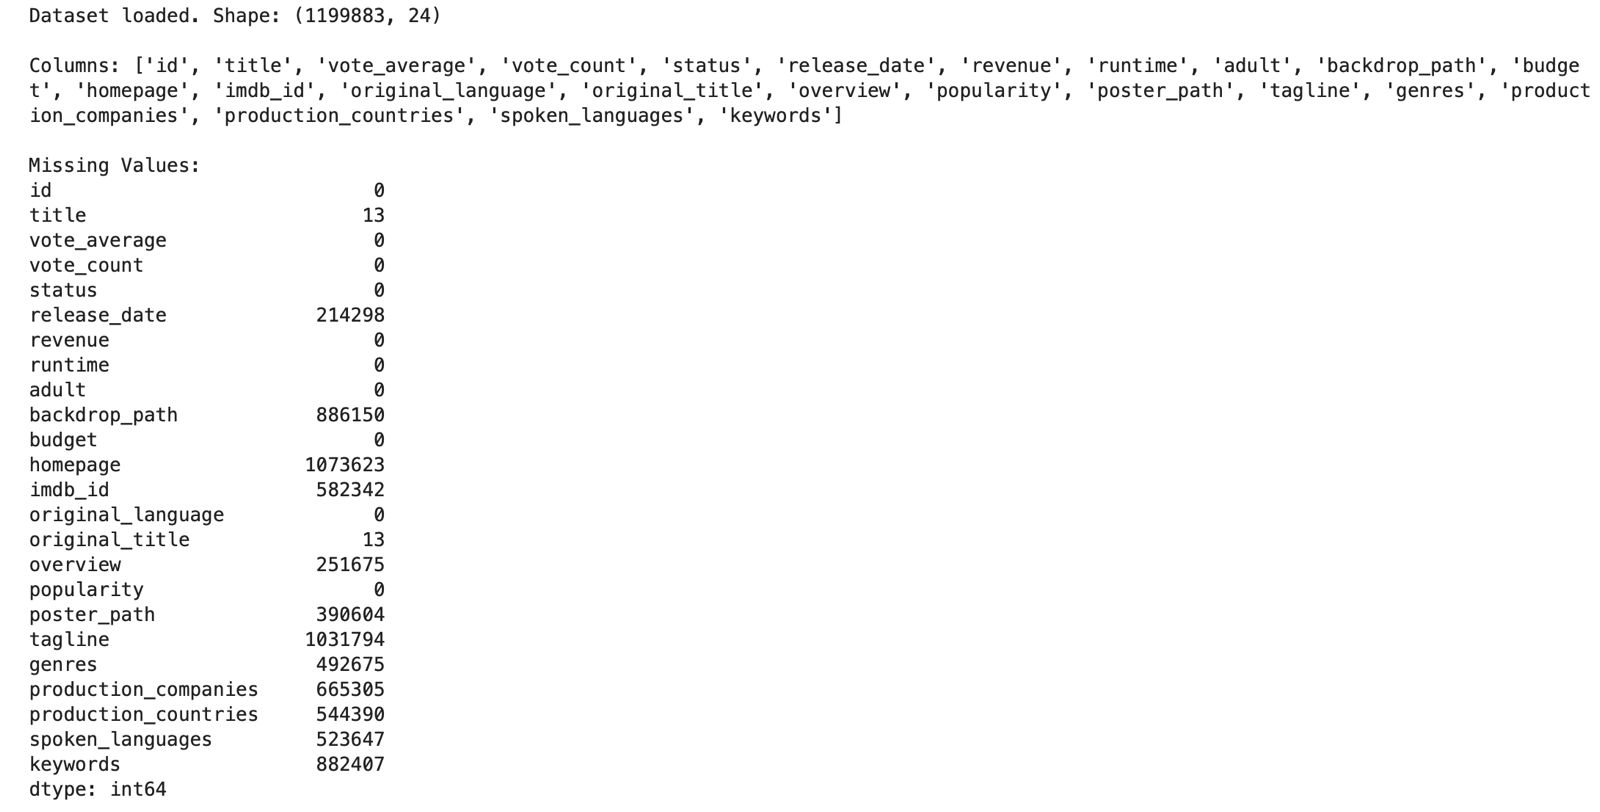 Dataset loaded. Shape: (1199883, 24)
Columns: ['id', 'title', 'vote_average', 'vote_count', 'status', 'release_date', 'revenue', 'runtime', 'adult', 'backdrop_path', 'budge
t', 'homepage', 'imdb_id', 'original_language', 'original_title', 'overview', 'popularity', 'poster_path', 'tagline', 'genres', 'product
ion_companies', 'production_countries', 'spoken_languages', 'keywords']
Missing Values:
id 0
title 13
vote_average 0
vote_count 0
status 0
release_date 214298
revenue 0
runtime 0
adult 0
backdrop_path 886150
budget 0
homepage 1073623
imdb_id 582342
original_language 0
original_title 13
overview 251675
popularity 0
poster_path 390604
tagline 1031794
genres 492675
production_companies 665305
production_countries 544390
spoken_languages 523647
keywords 882407
dtype: int64